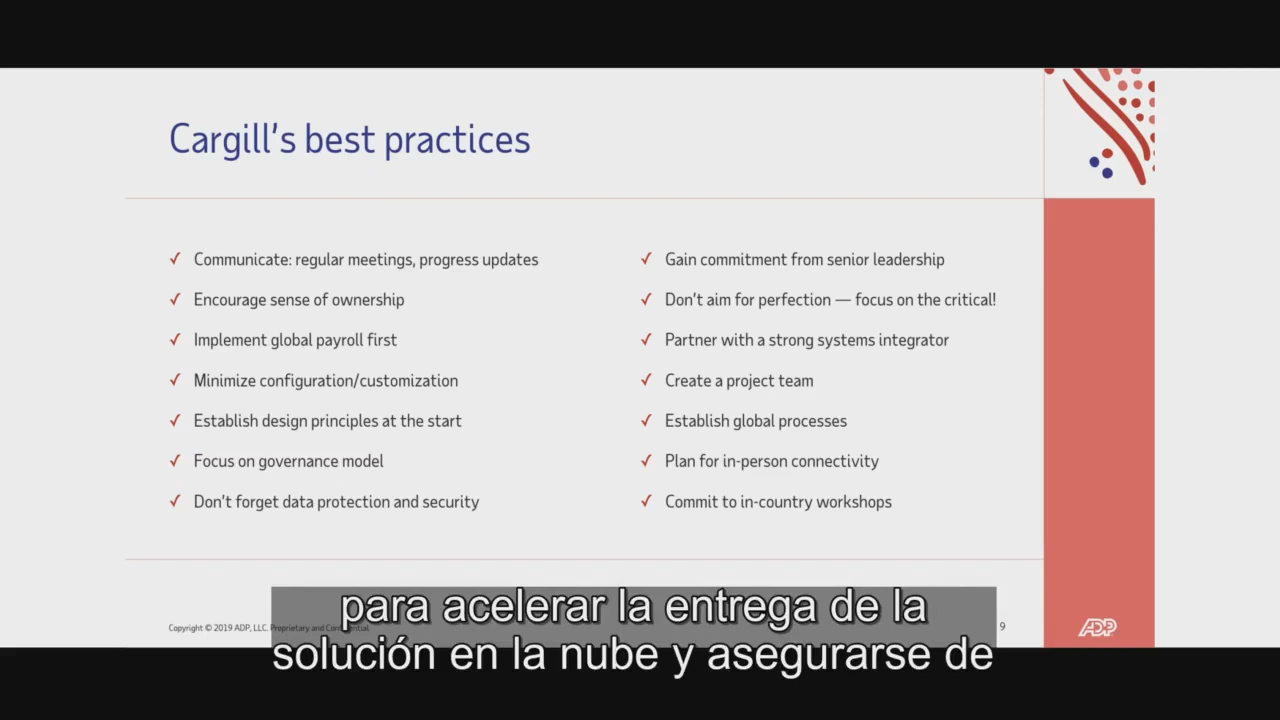 Cargill's best practices
✓ Communicate: regular meetings, progress updates
✓ Encourage sense of ownership
✓ Implement global payroll first
✓ Minimize configuration/customization
✓ Establish design principles at the start
✓ Focus on governance model
✓ Don't forget data protection and security
✓ Gain commitment from senior leadership
✓ Don't aim for perfection — focus on the critical!
✓ Partner with a strong systems integrator
✓ Create a project team
✓ Establish global processes
✓ Plan for in-person connectivity
✓ Commit to in-country workshops
Copyright © 2019 ADP, LLC. Proprietary and Confidential.
9
ADP
para acelerar la entrega de la
solución en la nube y asegurarse de